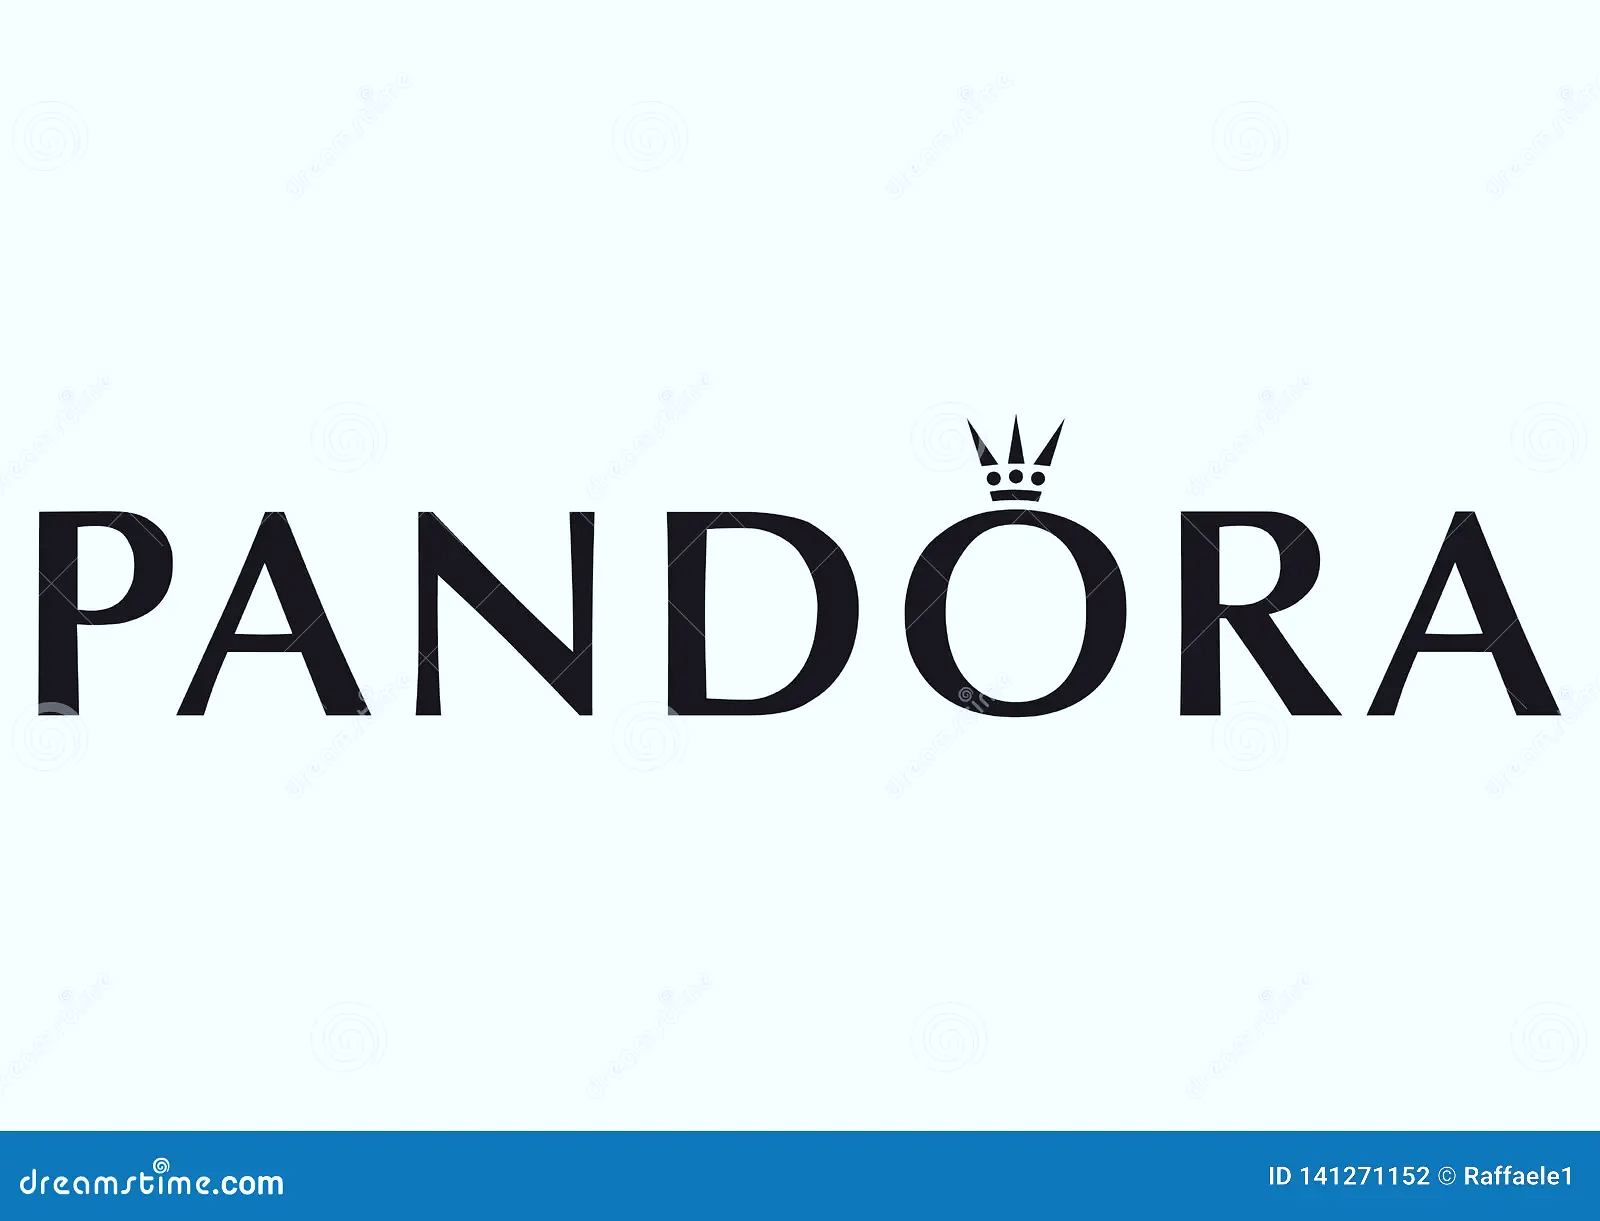 PANDORA
dreamstime.com
ID 141271152 © Raffaele1